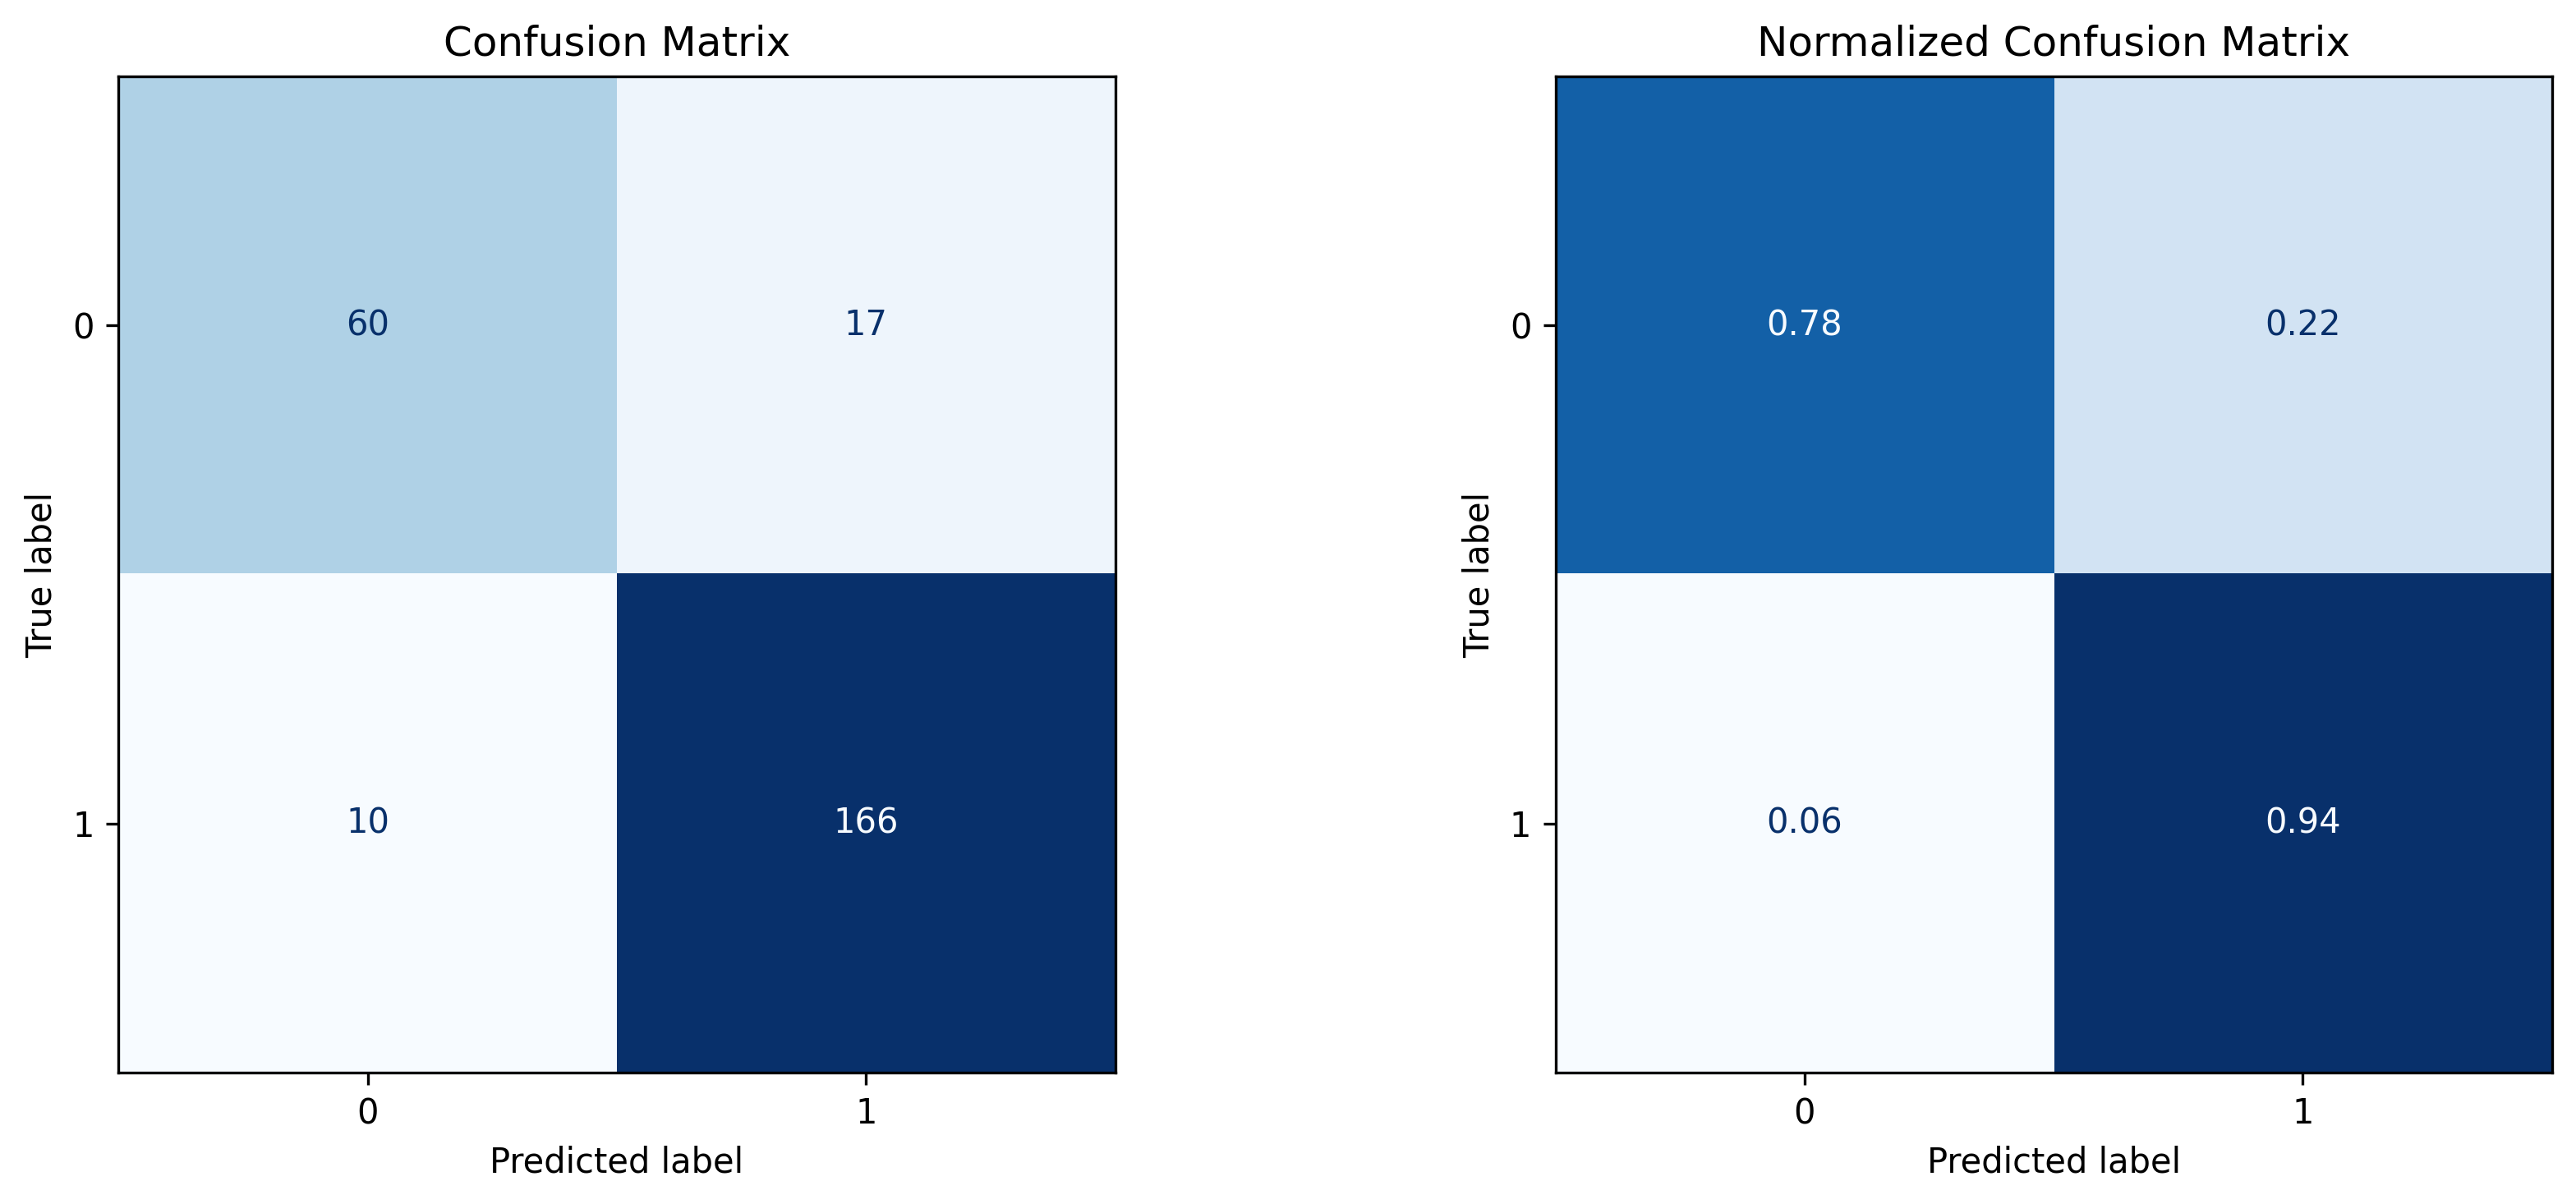 Confusion Matrix
True label
0
60
17
1
10
166
0
1
Predicted label
Normalized Confusion Matrix
True label
0
0.78
0.22
1
0.06
0.94
0
1
Predicted label